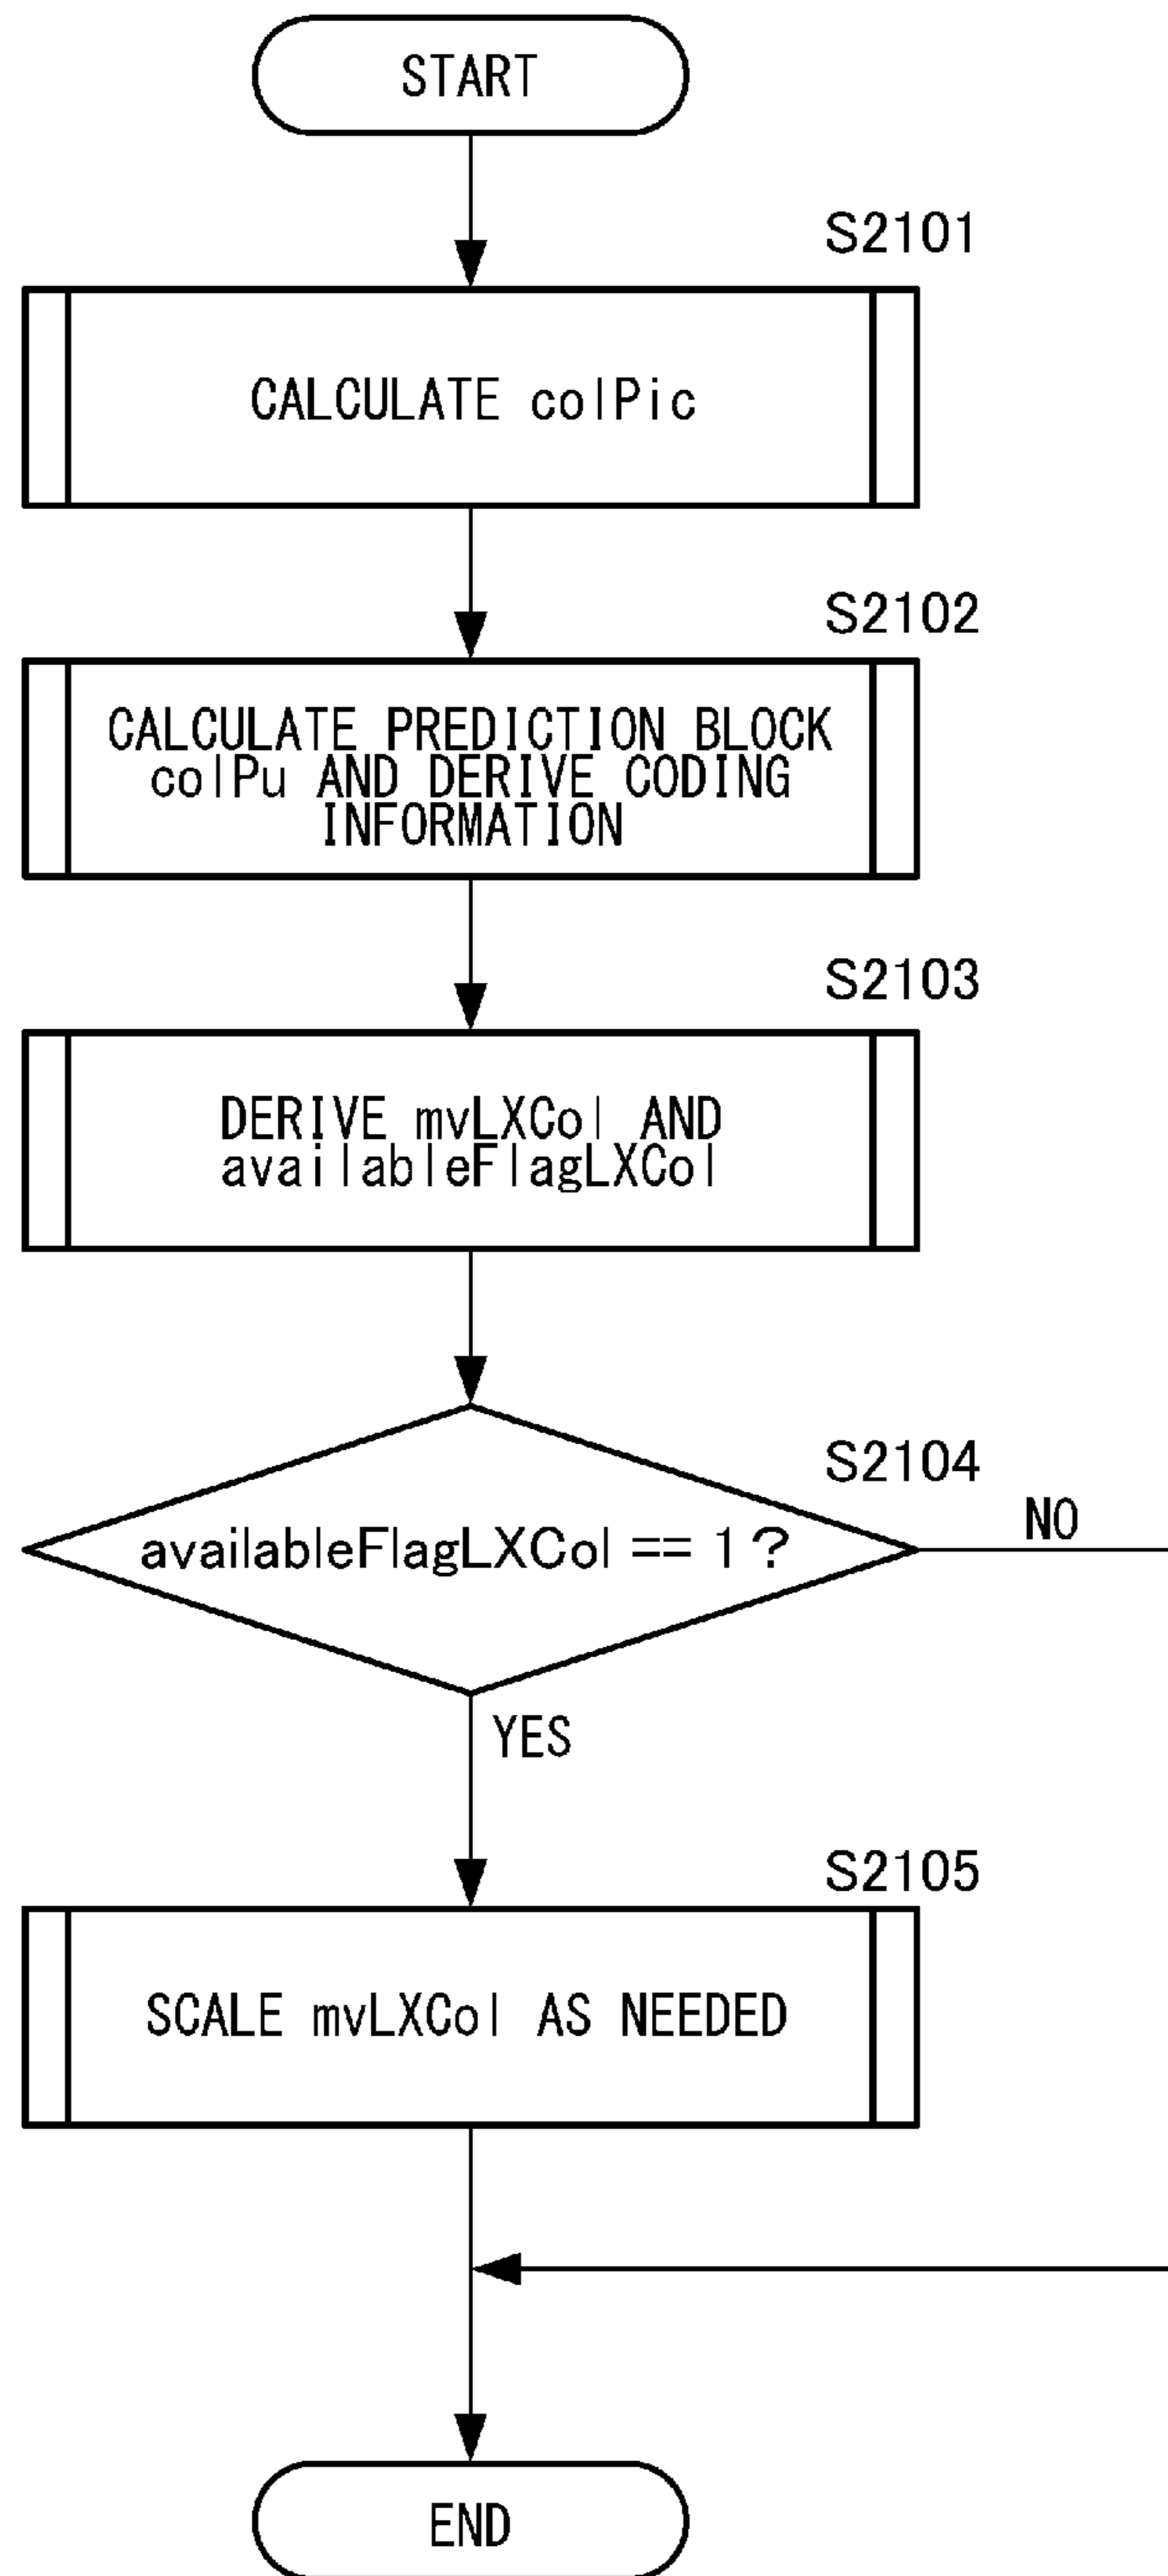 START
S2101
CALCULATE colPic
S2102
CALCULATE PREDICTION BLOCK
colPu AND DERIVE CODING
INFORMATION
S2103
DERIVE mvLXCol AND
availableFlagLXCol
S2104
availableFlagLXCol == 1 ?
NO
YES
S2105
SCALE mvLXCol AS NEEDED
END